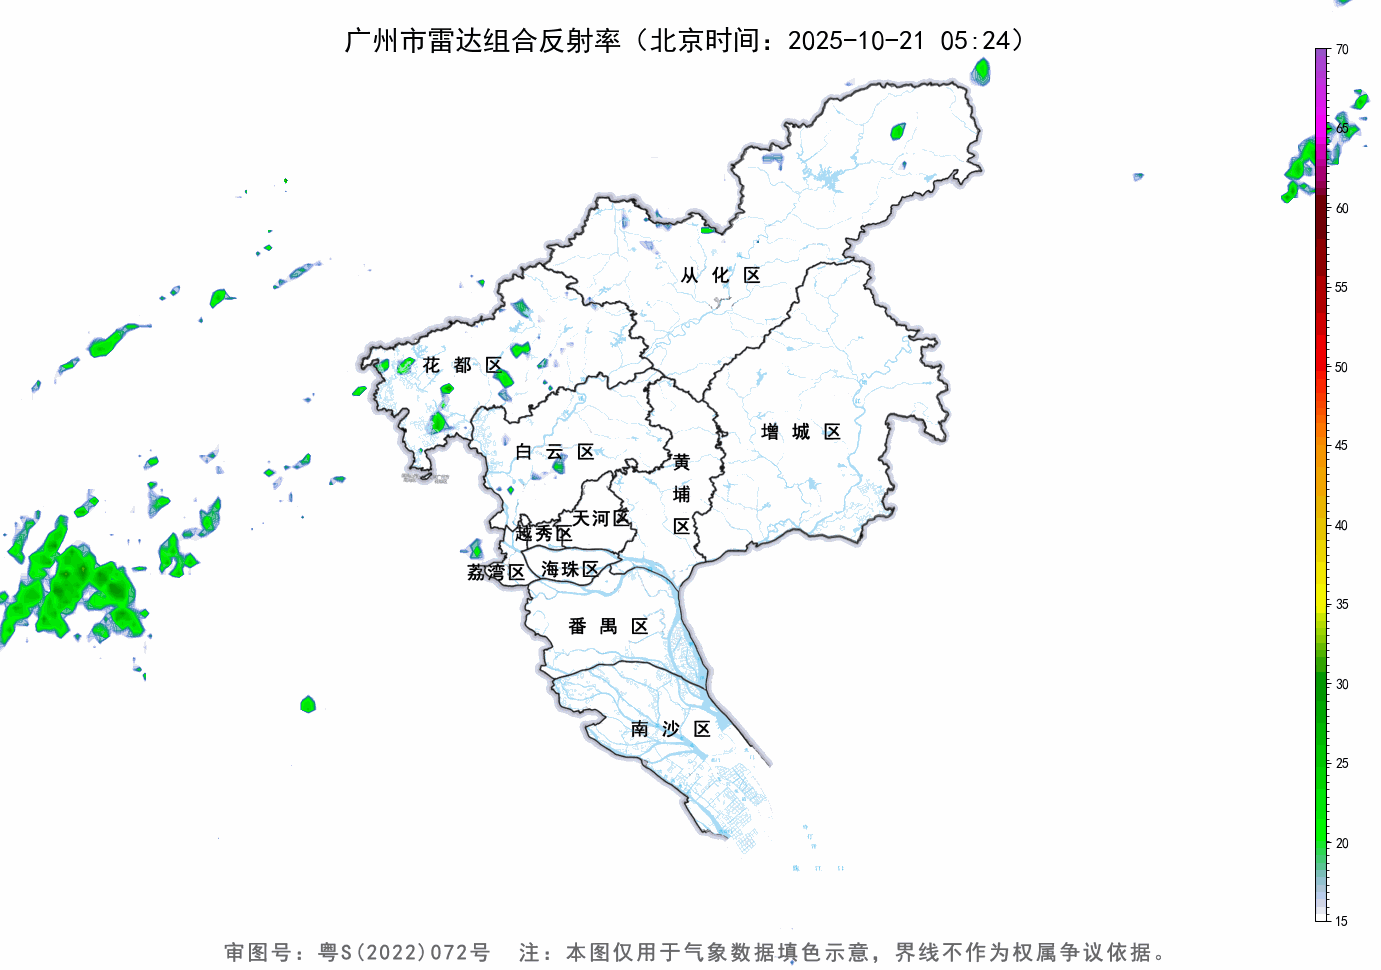 广州市雷达组合反射率（北京时间：2025-10-21 05:24）
70
65
60
55
50
45
40
35
30
25
20
15
从化区
花都区
增城区
白云区
黄埔区
天河区
越秀区
荔湾区
海珠区
番禺区
南沙区
审图号：粤S(2022)072号 注：本图仅用于气象数据填色示意，界线不作为权属争议依据。